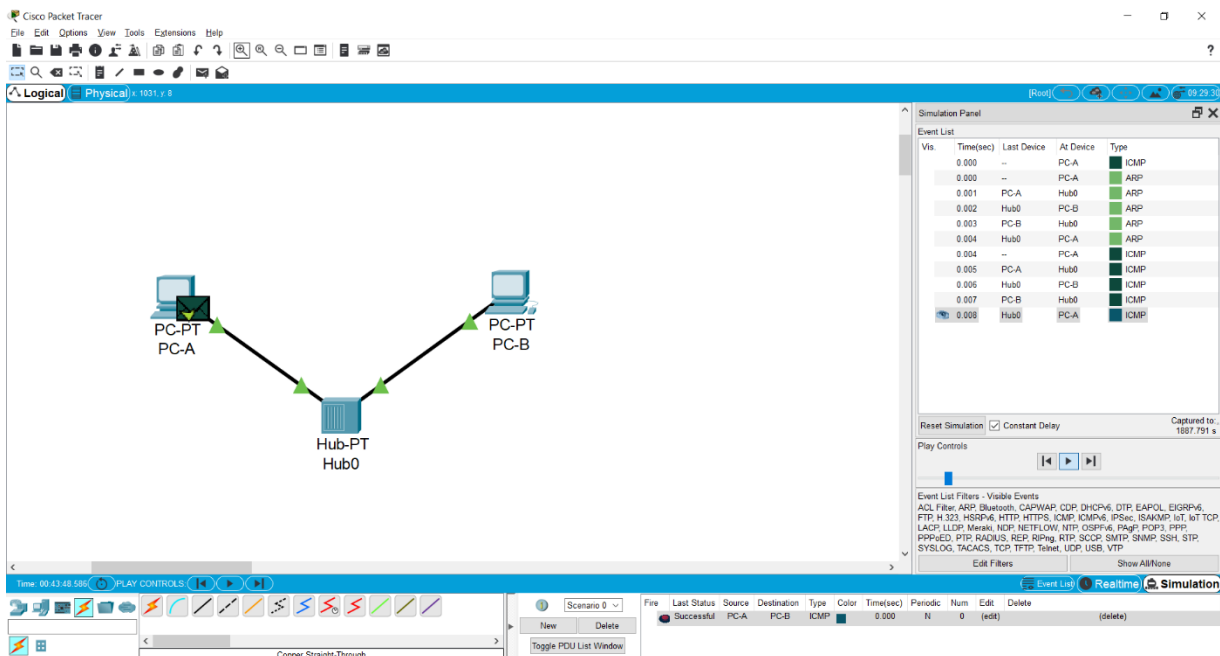 Cisco Packet Tracer
File Edit Options View Tools Extensions Help
?
Logical Physical x: 1031, y: 8 [Root] 09:29:30
Simulation Panel
Event List
Vis. Time(sec) Last Device At Device Type
0.000 -- PC-A ICMP
0.000 -- PC-A ARP
0.001 PC-A Hub0 ARP
0.002 Hub0 PC-B ARP
0.003 PC-B Hub0 ARP
0.004 Hub0 PC-A ARP
0.004 -- PC-A ICMP
0.005 PC-A Hub0 ICMP
0.006 Hub0 PC-B ICMP
0.007 PC-B Hub0 ICMP
0.008 Hub0 PC-A ICMP
PC-PT
PC-A
PC-PT
PC-B
Hub-PT
Hub0
Reset Simulation Constant Delay Captured to:
1887.791 s
Play Controls
Event List Filters - Visible Events
ACL Filter, ARP, Bluetooth, CAPWAP, CDP, DHCPv6, DTP, EAPOL, EIGRPv6,
FTP, H.323, HSRPv6, HTTP, HTTPS, ICMP, ICMPv6, IPSec, ISAKMP, IoT, IoT TCP,
LACP, LLDP, Meraki, NDP, NETFLOW, NTP, OSPFv6, PAgP, POP3, PPP,
PPPoED, PTP, RADIUS, REP, RIPng, RTP, SCCP, SMTP, SNMP, SSH, STP,
SYSLOG, TACACS, TCP, TFTP, Telnet, UDP, USB, VTP
Edit Filters Show All/None
Time: 00:43:48.586 PLAY CONTROLS: Event List Realtime Simulation
Scenario 0
New Delete
Toggle PDU List Window
Fire Last Status Source Destination Type Color Time(sec) Periodic Num Edit Delete
Successful PC-A PC-B ICMP 0.000 N 0 (edit) (delete)
Copper Straight-Through